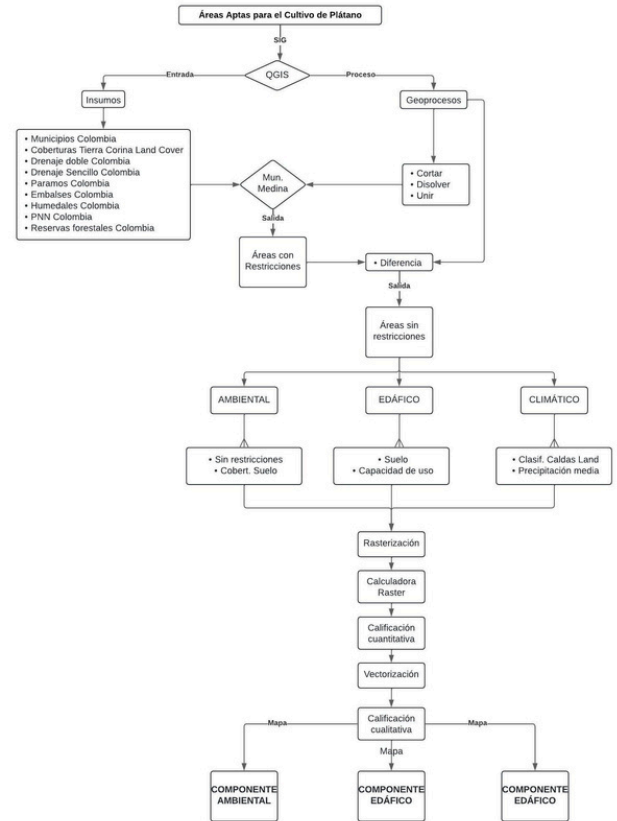 Áreas Aptas para el Cultivo de Plátano
SIG
Entrada
QGIS
Proceso
Insumos
Geoprocesos
• Municipios Colombia
• Coberturas Tierra Corina Land Cover
• Drenaje doble Colombia
• Drenaje Sencillo Colombia
• Paramos Colombia
• Embalses Colombia
• Humedales Colombia
• PNN Colombia
• Reservas forestales Colombia
Mun.
Medina
• Cortar
• Disolver
• Unir
Salida
Áreas con
Restricciones
• Diferencia
Salida
Áreas sin
restricciones
AMBIENTAL
EDÁFICO
CLIMÁTICO
• Sin restricciones
• Cobert. Suelo
• Suelo
• Capacidad de uso
• Clasif. Caldas Land
• Precipitación media
Rasterización
Calculadora
Raster
Calificación
cuantitativa
Vectorización
Calificación
cualitativa
Mapa
Mapa
Mapa
COMPONENTE
AMBIENTAL
COMPONENTE
EDÁFICO
COMPONENTE
EDÁFICO